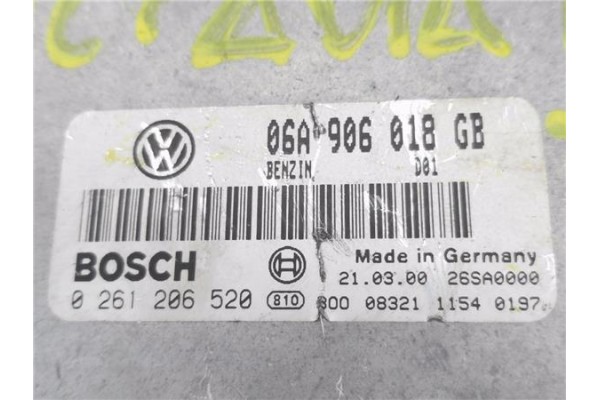 06A 906 018 GB
BENZIN D01
BOSCH
Made in Germany
21.03.00 26SA0000
0 261 206 520 810 300 08321 1154 0197